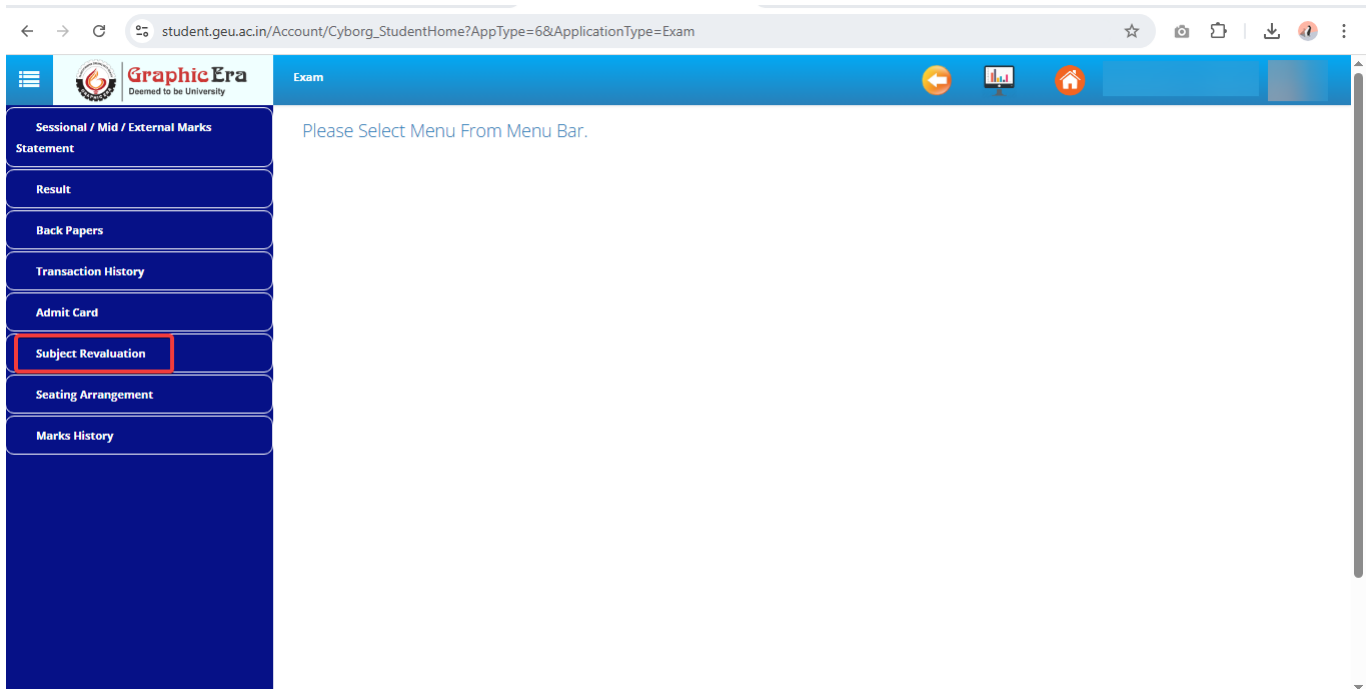 student.geu.ac.in/Account/Cyborg_StudentHome?AppType=6&ApplicationType=Exam
Graphic Era
Deemed to be University
Exam
Sessional / Mid / External Marks
Statement
Please Select Menu From Menu Bar.
Result
Back Papers
Transaction History
Admit Card
Subject Revaluation
Seating Arrangement
Marks History